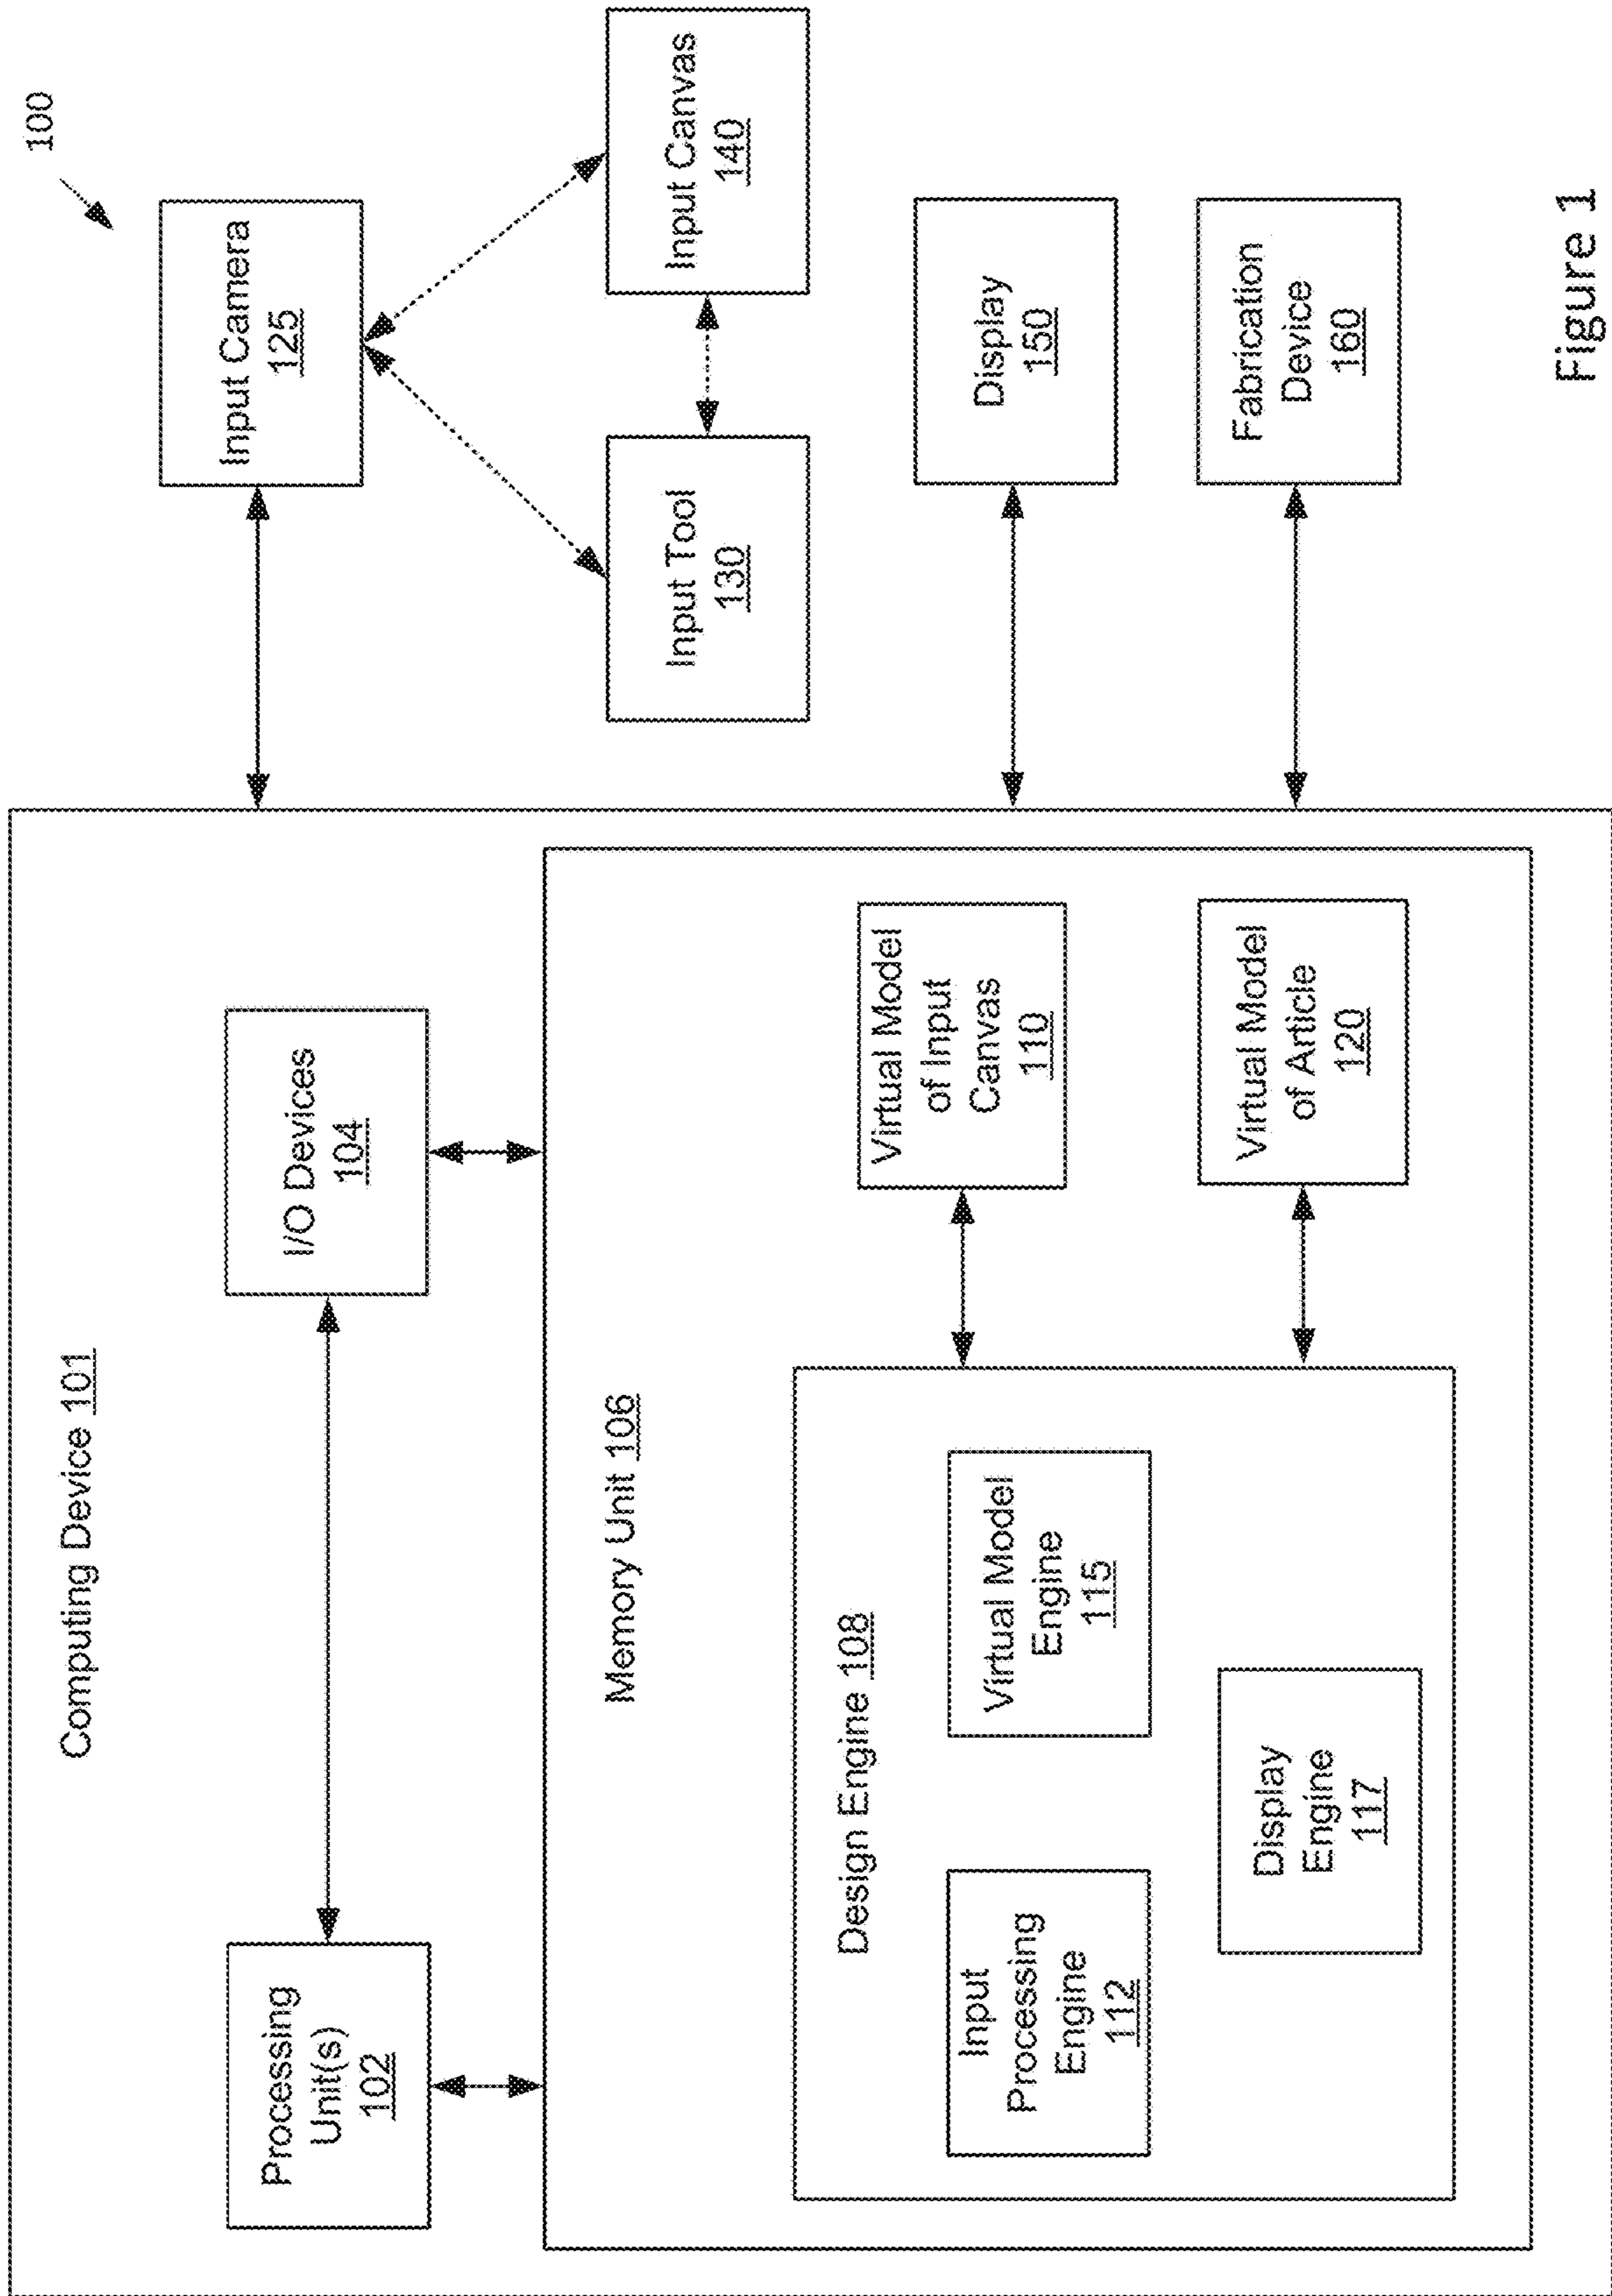 100
Computing Device 101
Processing
Unit(s)
102
I/O Devices
104
Memory Unit 106
Design Engine 108
Input
Processing
Engine
112
Virtual Model
Engine
115
Display
Engine
117
Virtual Model
of Input
Canvas
110
Virtual Model
of Article
120
Input Camera
125
Input Tool
130
Input Canvas
140
Display
150
Fabrication
Device
160
Figure 1